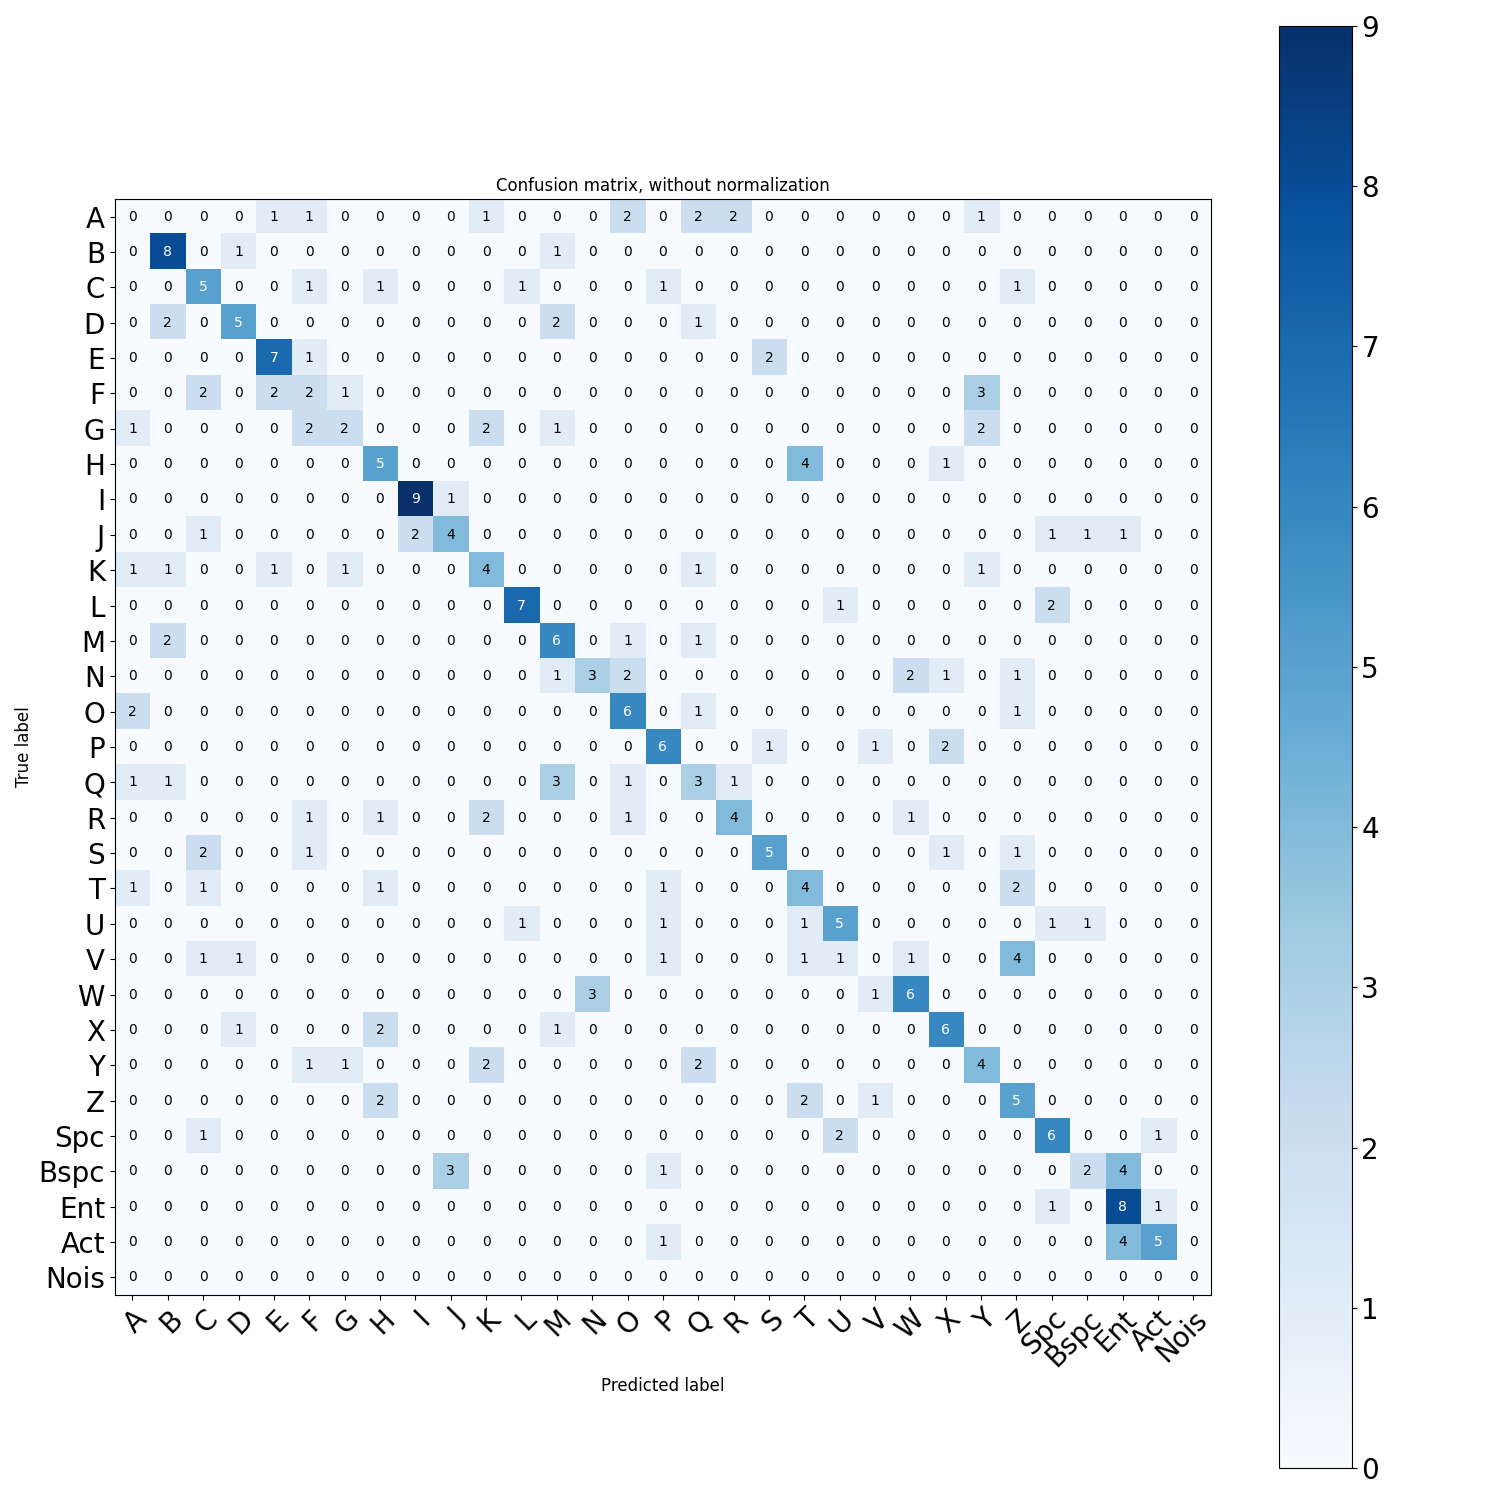 Confusion matrix, without normalization
A 0 0 0 0 1 1 0 0 0 0 1 0 0 0 2 0 2 2 0 0 0 0 0 0 1 0 0 0 0 0 0
B 0 8 0 1 0 0 0 0 0 0 0 0 1 0 0 0 0 0 0 0 0 0 0 0 0 0 0 0 0 0 0
C 0 0 5 0 0 1 0 1 0 0 0 1 0 0 0 1 0 0 0 0 0 0 0 0 0 1 0 0 0 0 0
D 0 2 0 5 0 0 0 0 0 0 0 0 2 0 0 0 1 0 0 0 0 0 0 0 0 0 0 0 0 0 0
E 0 0 0 0 7 1 0 0 0 0 0 0 0 0 0 0 0 0 2 0 0 0 0 0 0 0 0 0 0 0 0
F 0 0 2 0 2 2 1 0 0 0 0 0 0 0 0 0 0 0 0 0 0 0 0 0 3 0 0 0 0 0 0
G 1 0 0 0 0 2 2 0 0 0 2 0 1 0 0 0 0 0 0 0 0 0 0 0 2 0 0 0 0 0 0
H 0 0 0 0 0 0 0 5 0 0 0 0 0 0 0 0 0 0 0 4 0 0 0 1 0 0 0 0 0 0 0
I 0 0 0 0 0 0 0 0 9 1 0 0 0 0 0 0 0 0 0 0 0 0 0 0 0 0 0 0 0 0 0
J 0 0 1 0 0 0 0 0 2 4 0 0 0 0 0 0 0 0 0 0 0 0 0 0 0 0 1 1 1 0 0
K 1 1 0 0 1 0 1 0 0 0 4 0 0 0 0 0 1 0 0 0 0 0 0 0 1 0 0 0 0 0 0
L 0 0 0 0 0 0 0 0 0 0 0 7 0 0 0 0 0 0 0 0 1 0 0 0 0 0 2 0 0 0 0
M 0 2 0 0 0 0 0 0 0 0 0 0 6 0 1 0 1 0 0 0 0 0 0 0 0 0 0 0 0 0 0
N 0 0 0 0 0 0 0 0 0 0 0 0 1 3 2 0 0 0 0 0 0 0 2 1 0 1 0 0 0 0 0
O 2 0 0 0 0 0 0 0 0 0 0 0 0 0 6 0 1 0 0 0 0 0 0 0 0 1 0 0 0 0 0
P 0 0 0 0 0 0 0 0 0 0 0 0 0 0 0 6 0 0 1 0 0 1 0 2 0 0 0 0 0 0 0
Q 1 1 0 0 0 0 0 0 0 0 0 0 3 0 1 0 3 1 0 0 0 0 0 0 0 0 0 0 0 0 0
R 0 0 0 0 0 1 0 1 0 0 2 0 0 0 1 0 0 4 0 0 0 0 1 0 0 0 0 0 0 0 0
S 0 0 2 0 0 1 0 0 0 0 0 0 0 0 0 0 0 0 5 0 0 0 0 1 0 1 0 0 0 0 0
T 1 0 1 0 0 0 0 1 0 0 0 0 0 0 0 1 0 0 0 4 0 0 0 0 0 2 0 0 0 0 0
U 0 0 0 0 0 0 0 0 0 0 0 1 0 0 0 1 0 0 0 1 5 0 0 0 0 0 1 1 0 0 0
V 0 0 1 1 0 0 0 0 0 0 0 0 0 0 0 1 0 0 0 1 1 0 1 0 0 4 0 0 0 0 0
W 0 0 0 0 0 0 0 0 0 0 0 0 0 3 0 0 0 0 0 0 0 1 6 0 0 0 0 0 0 0 0
X 0 0 0 1 0 0 0 2 0 0 0 0 1 0 0 0 0 0 0 0 0 0 0 6 0 0 0 0 0 0 0
Y 0 0 0 0 0 1 1 0 0 0 2 0 0 0 0 0 2 0 0 0 0 0 0 0 4 0 0 0 0 0 0
Z 0 0 0 0 0 0 0 2 0 0 0 0 0 0 0 0 0 0 0 2 0 1 0 0 0 5 0 0 0 0 0
Spc 0 0 1 0 0 0 0 0 0 0 0 0 0 0 0 0 0 0 0 0 2 0 0 0 0 0 6 0 0 1 0
Bspc 0 0 0 0 0 0 0 0 0 3 0 0 0 0 0 1 0 0 0 0 0 0 0 0 0 0 0 2 4 0 0
Ent 0 0 0 0 0 0 0 0 0 0 0 0 0 0 0 0 0 0 0 0 0 0 0 0 0 0 1 0 8 1 0
Act 0 0 0 0 0 0 0 0 0 0 0 0 0 0 0 1 0 0 0 0 0 0 0 0 0 0 0 0 4 5 0
Nois 0 0 0 0 0 0 0 0 0 0 0 0 0 0 0 0 0 0 0 0 0 0 0 0 0 0 0 0 0 0 0
A B C D E F G H I J K L M N O P Q R S T U V W X Y Z Spc Bspc Ent Act Nois
Predicted label
True label
9
8
7
6
5
4
3
2
1
0